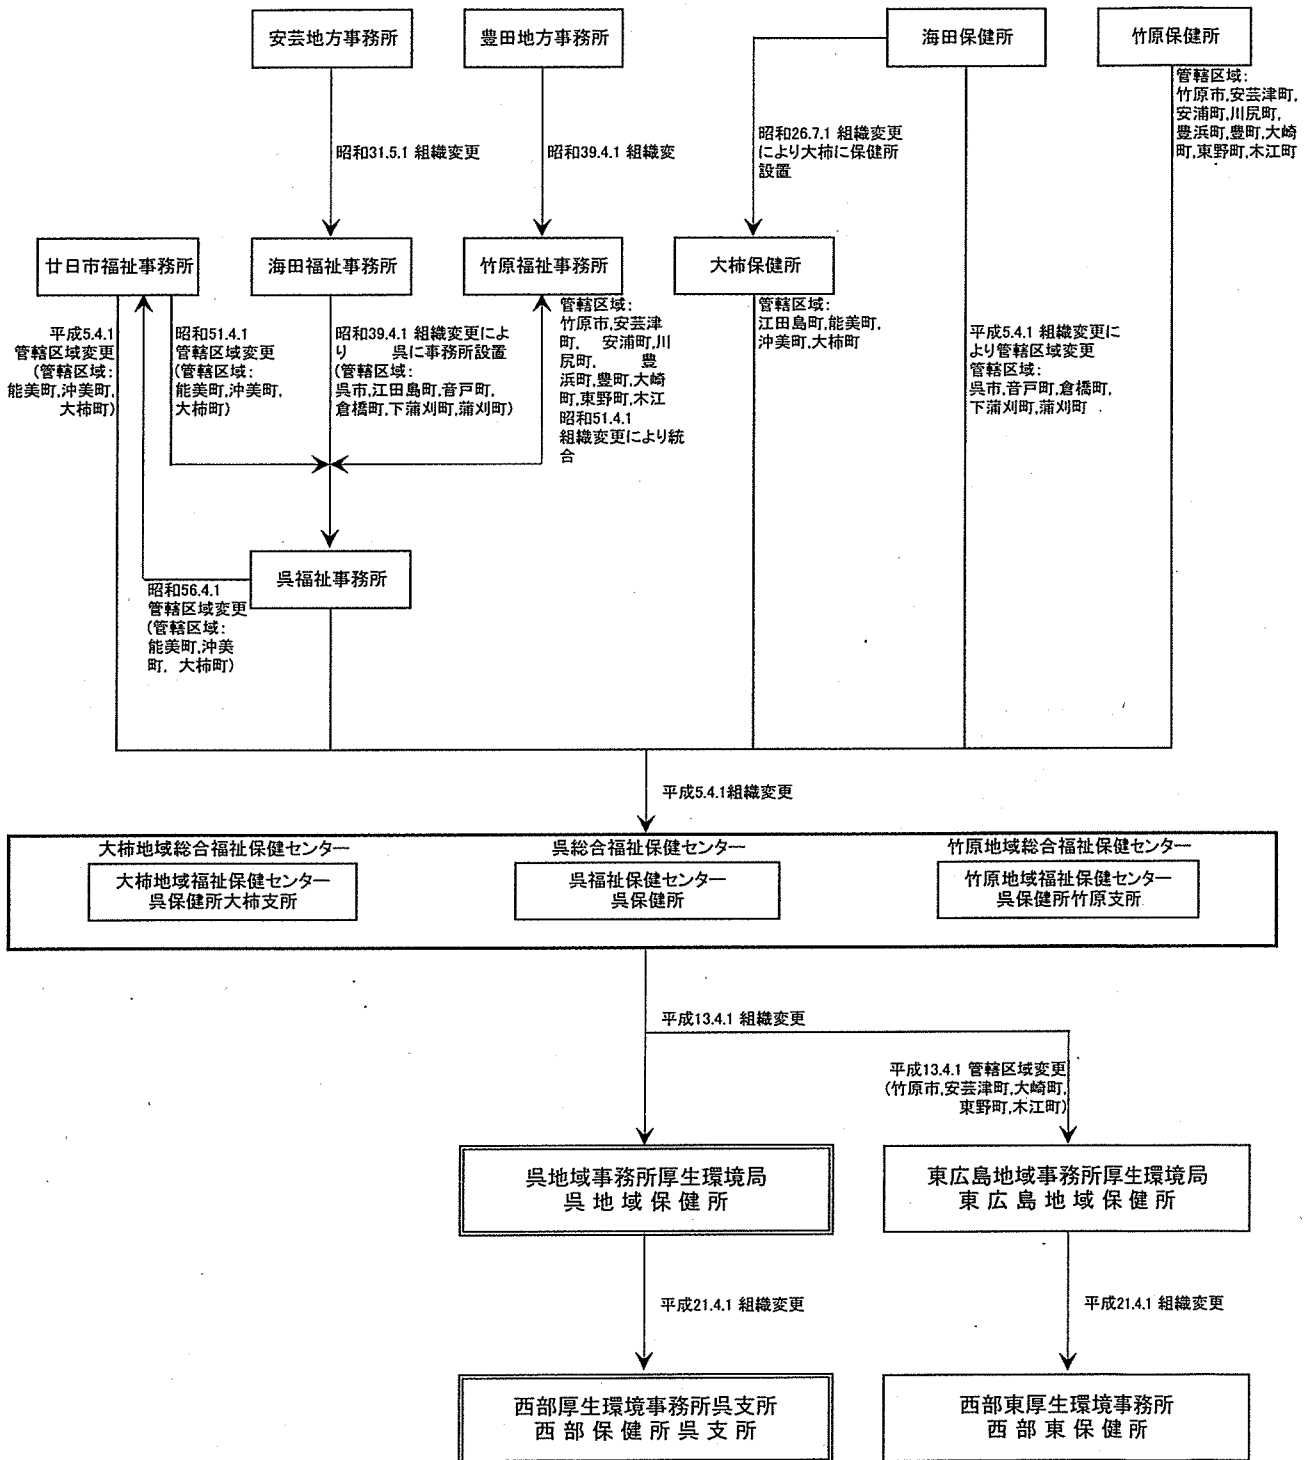 安芸地方事務所
豊田地方事務所
海田保健所
竹原保健所
管轄区域:
竹原市,安芸津町,
安浦町,川尻町,
豊浜町,豊町,大崎
町,東野町,木江町
昭和31.5.1 組織変更
昭和39.4.1 組織変
昭和26.7.1 組織変更
により大柿に保健所
設置
廿日市福祉事務所
海田福祉事務所
竹原福祉事務所
大柿保健所
平成5.4.1
管轄区域変更
(管轄区域:
能美町,沖美町,
大柿町)
昭和51.4.1
管轄区域変更
(管轄区域:
能美町,沖美町,
大柿町)
昭和39.4.1 組織変更によ
り 呉に事務所設置
(管轄区域:
呉市,江田島町,音戸町,
倉橋町,下蒲刈町,蒲刈町)
管轄区域:
竹原市,安芸津
町, 安浦町,川
尻町, 豊
浜町,豊町,大崎
町,東野町,木江
昭和51.4.1
組織変更により統
合
管轄区域:
江田島町,能美町,
沖美町,大柿町
平成5.4.1 組織変更に
より管轄区域変更
管轄区域:
呉市,音戸町,倉橋町,
下蒲刈町,蒲刈町
呉福祉事務所
昭和56.4.1
管轄区域変更
(管轄区域:
能美町,沖美
町, 大柿町)
平成5.4.1組織変更
大柿地域総合福祉保健センター
大柿地域福祉保健センター
呉保健所大柿支所
呉総合福祉保健センター
呉福祉保健センター
呉保健所
竹原地域総合福祉保健センター
竹原地域福祉保健センター
呉保健所竹原支所
平成13.4.1 組織変更
平成13.4.1 管轄区域変更
(竹原市,安芸津町,大崎町,
東野町,木江町)
呉地域事務所厚生環境局
呉 地 域 保 健 所
東広島地域事務所厚生環境局
東 広 島 地 域 保 健 所
平成21.4.1 組織変更
平成21.4.1 組織変更
西部厚生環境事務所呉支所
西 部 保 健 所 呉 支 所
西部東厚生環境事務所
西 部 東 保 健 所